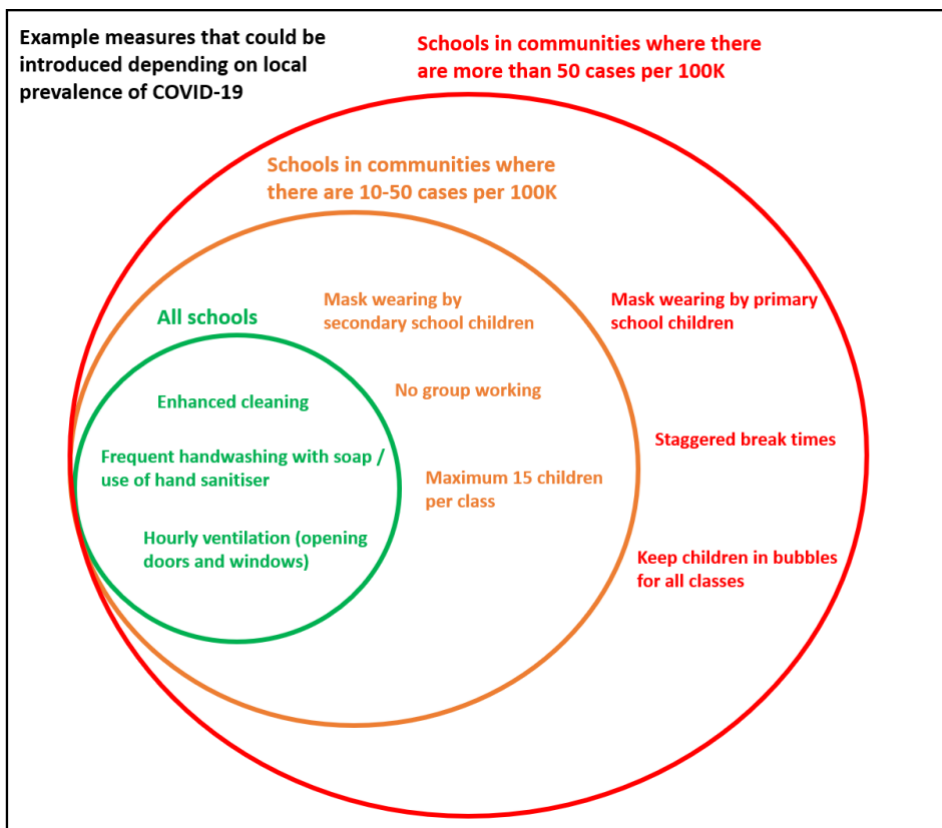 Example measures that could be
introduced depending on local
prevalence of COVID-19
Schools in communities where there
are more than 50 cases per 100K
Schools in communities where
there are 10-50 cases per 100K
All schools
Mask wearing by
secondary school children
Mask wearing by primary
school children
Enhanced cleaning
No group working
Staggered break times
Frequent handwashing with soap /
use of hand sanitiser
Maximum 15 children
per class
Hourly ventilation (opening
doors and windows)
Keep children in bubbles
for all classes